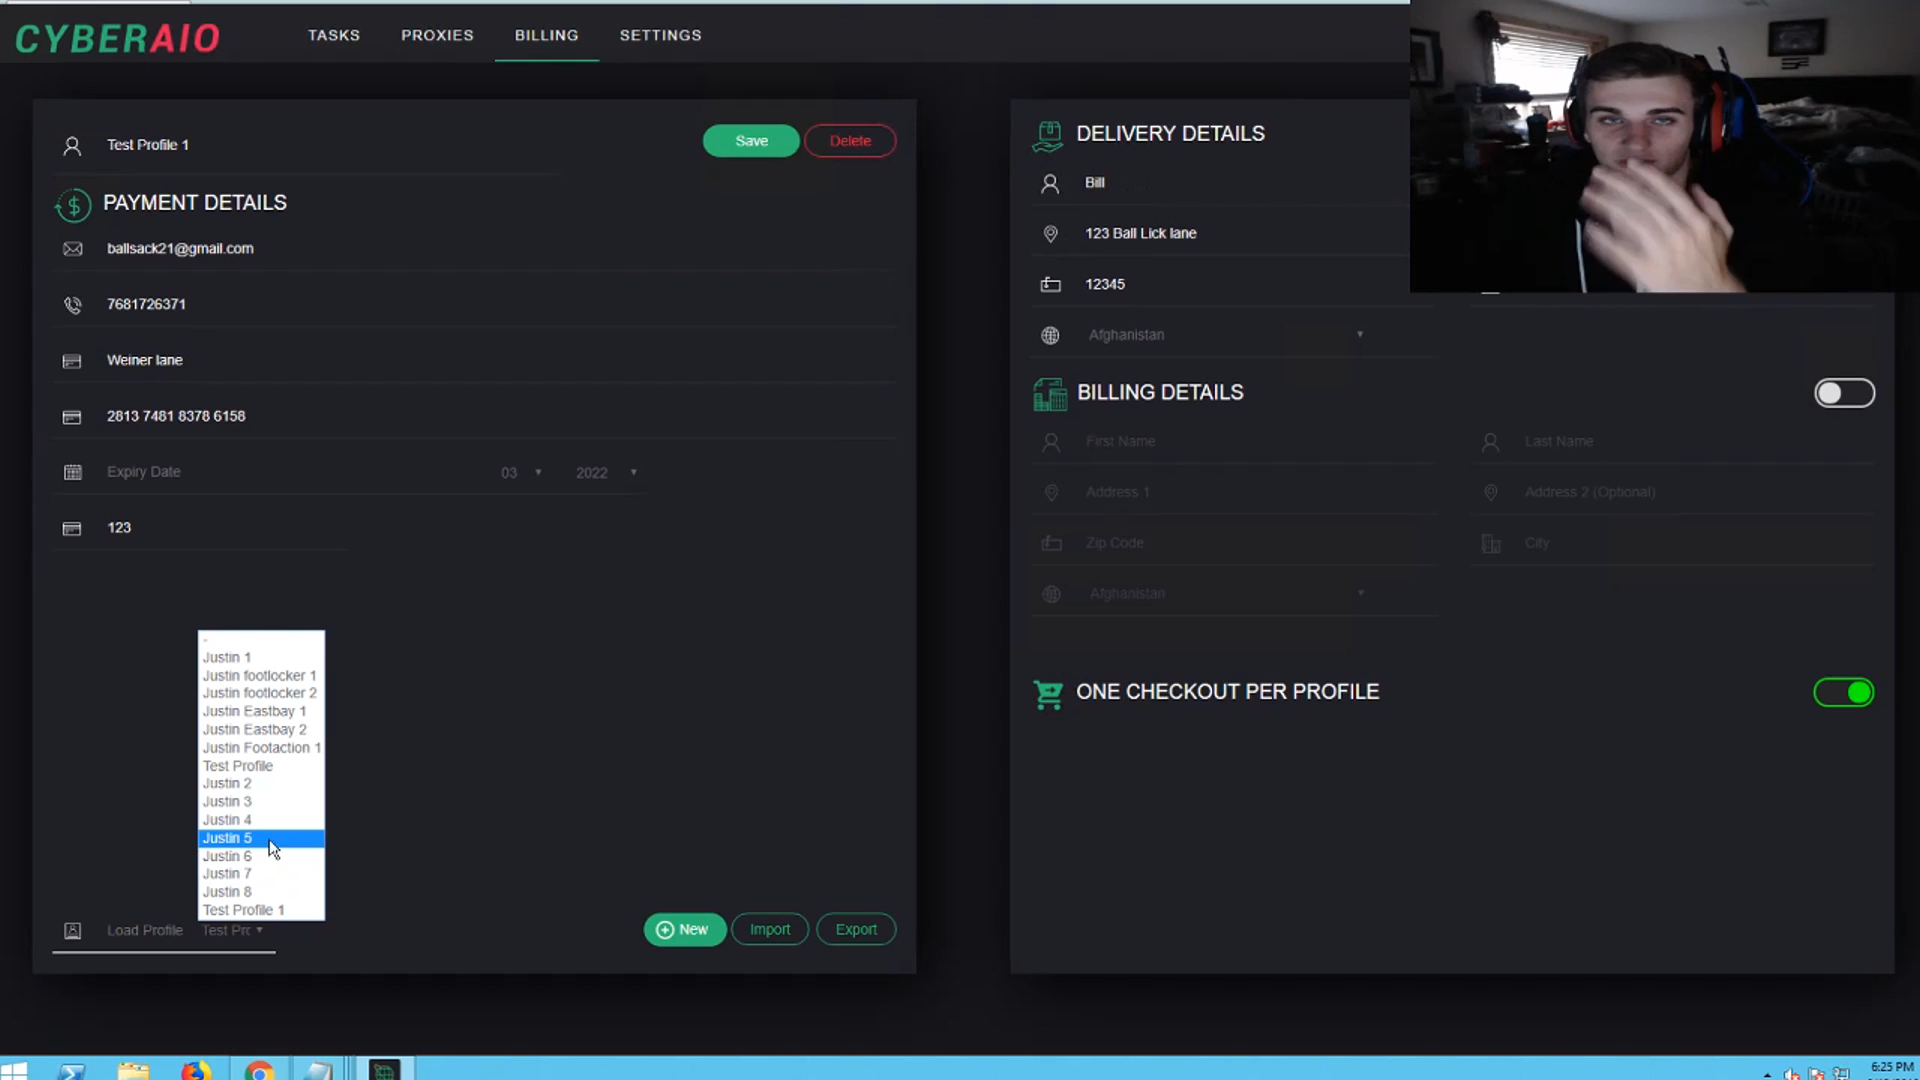 CYBERAIO
TASKS
PROXIES
BILLING
SETTINGS
Test Profile 1
Save
Delete
PAYMENT DETAILS
ballsack21@gmail.com
7681726371
Weiner lane
2813 7481 8378 6158
Expiry Date
03
2022
123
-
Justin 1
Justin footlocker 1
Justin footlocker 2
Justin Eastbay 1
Justin Eastbay 2
Justin Footaction 1
Test Profile
Justin 2
Justin 3
Justin 4
Justin 5
Justin 6
Justin 7
Justin 8
Test Profile 1
Load Profile
Test Prc
New
Import
Export
DELIVERY DETAILS
Bill
123 Ball Lick lane
12345
Afghanistan
BILLING DETAILS
First Name
Last Name
Address 1
Address 2 (Optional)
Zip Code
City
Afghanistan
ONE CHECKOUT PER PROFILE
6:25 PM